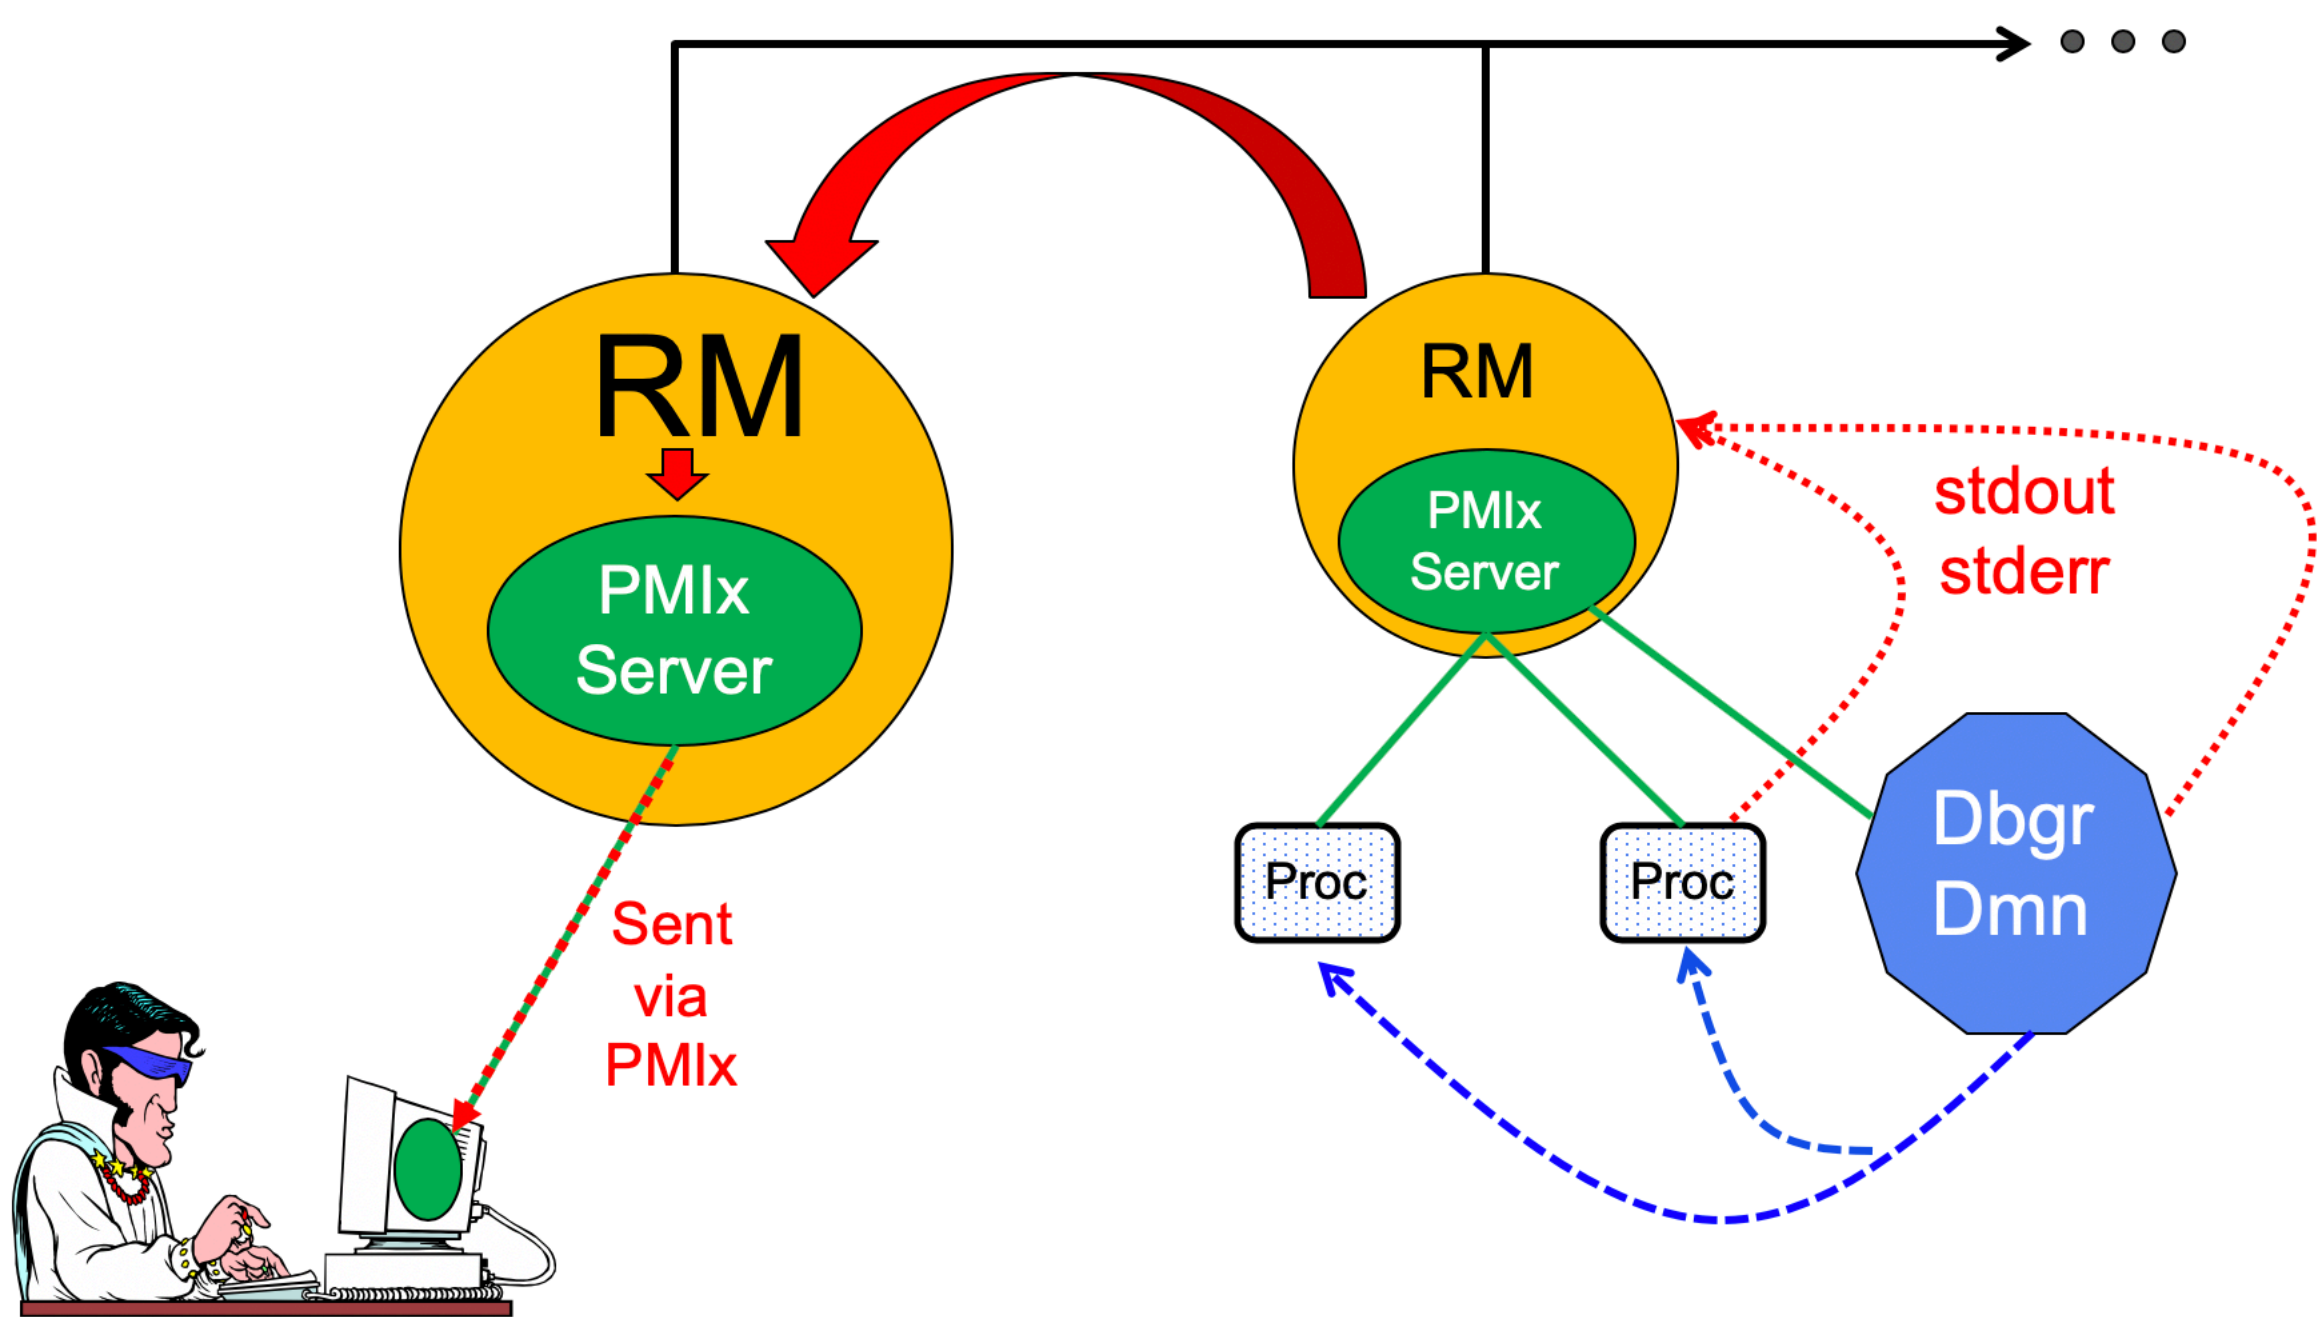 RM
PMIx
Server
Sent
via
PMIx
RM
PMIx
Server
stdout
stderr
Proc
Proc
Dbgr
Dmn